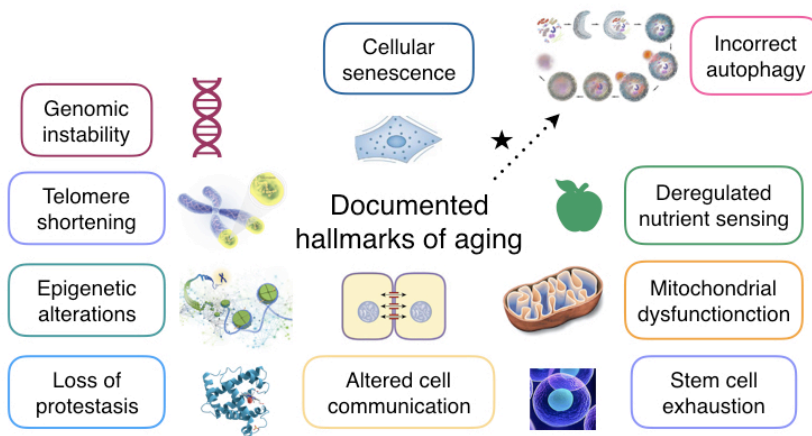 Cellular
senescence
Incorrect
autophagy
Genomic
instability
Telomere
shortening
Documented
hallmarks of aging
Deregulated
nutrient sensing
Epigenetic
alterations
Mitochondrial
dysfunctionction
Loss of
protestasis
Altered cell
communication
Stem cell
exhaustion